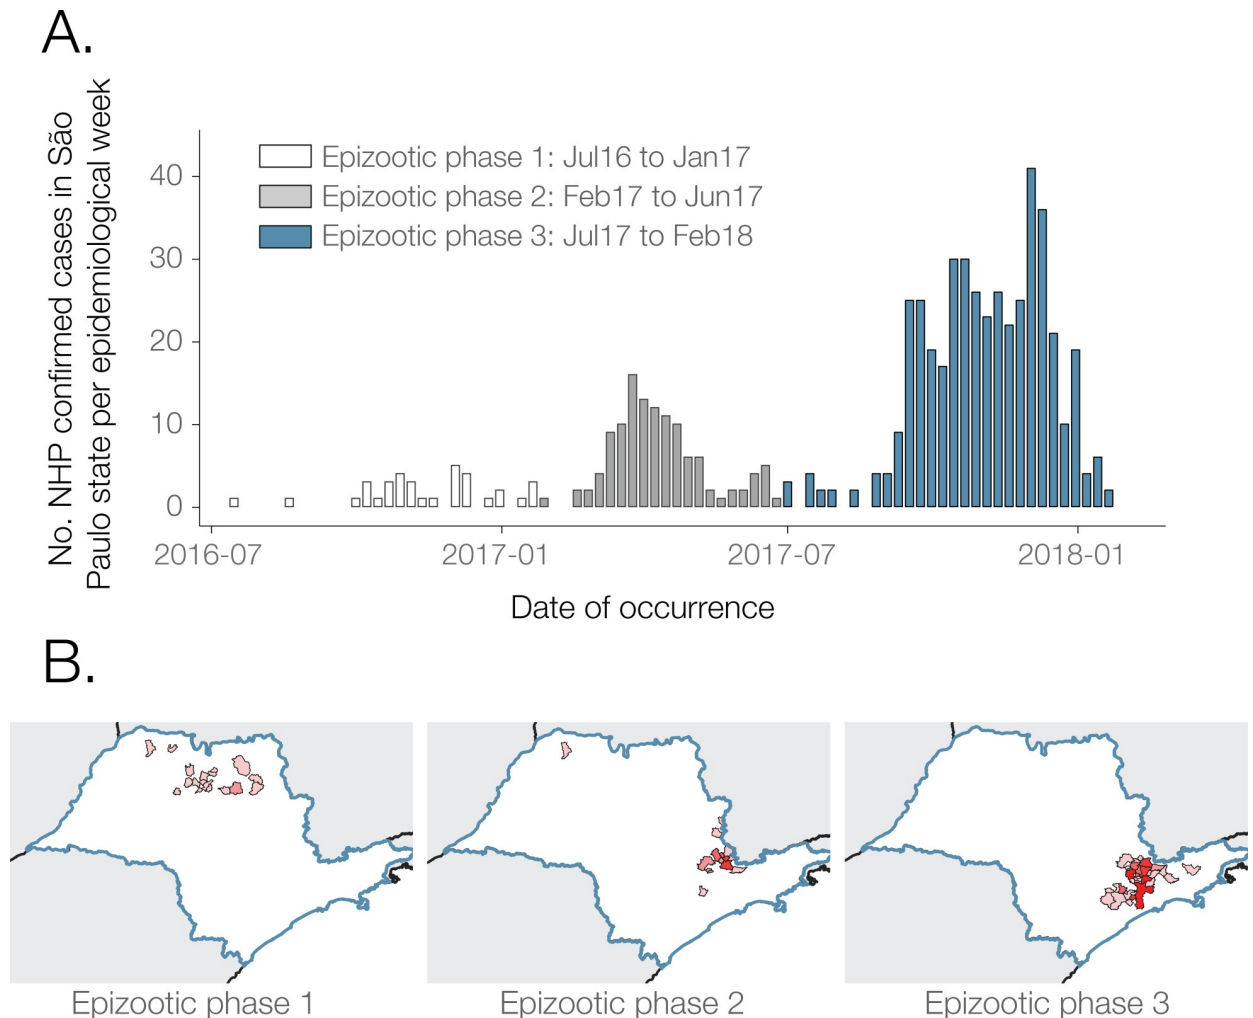 A.
No. NHP confirmed cases in São
Paulo state per epidemiological week
Epizootic phase 1: Jul16 to Jan17
Epizootic phase 2: Feb17 to Jun17
Epizootic phase 3: Jul17 to Feb18
40
30
20
10
0
2016-07
2017-01
2017-07
2018-01
Date of occurrence
B.
Epizootic phase 1
Epizootic phase 2
Epizootic phase 3